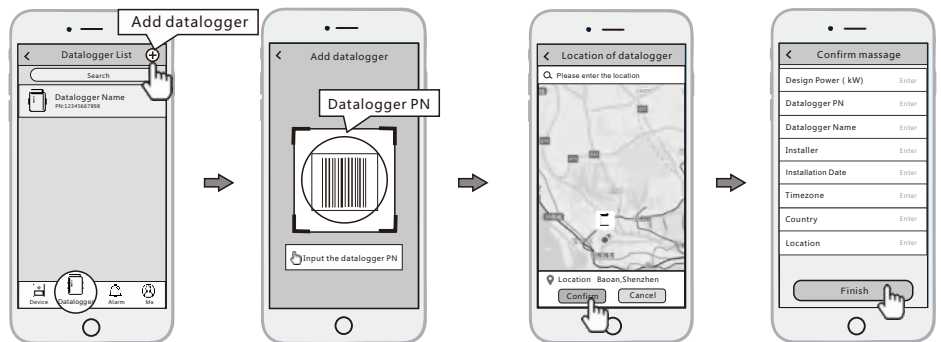 Add datalogger
Datalogger List
Search
Datalogger Name
PN:12345667898
Device
Datalogger
Alarm
Me
Add datalogger
Datalogger PN
Input the datalogger PN
Location of datalogger
Please enter the location
Location Baoan,Shenzhen
Confirm
Cancel
Confirm massage
Design Power ( kW) Enter
Datalogger PN Enter
Datalogger Name Enter
Installer Enter
Installation Date Enter
Timezone Enter
Country Enter
Location Enter
Finish